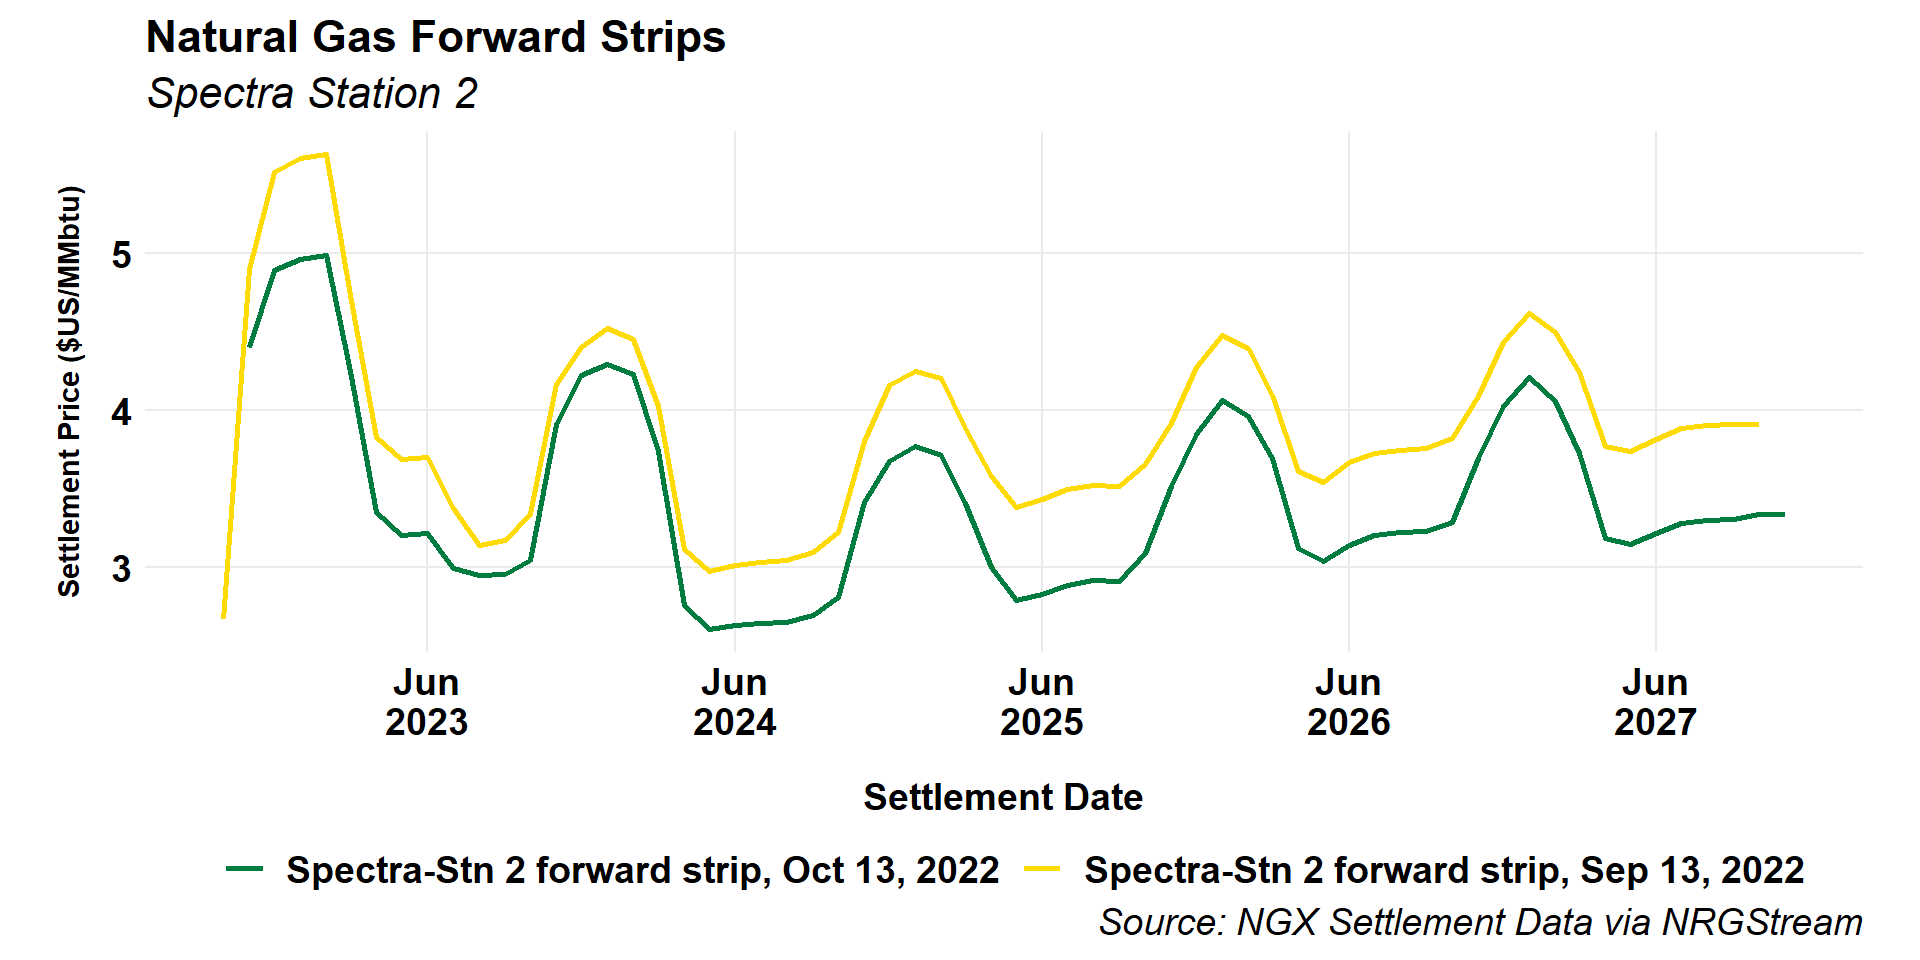 Natural Gas Forward Strips
Spectra Station 2
Settlement Price ($US/MMbtu)
5
4
3
Jun 2023
Jun 2024
Jun 2025
Jun 2026
Jun 2027
Settlement Date
Spectra-Stn 2 forward strip, Oct 13, 2022
Spectra-Stn 2 forward strip, Sep 13, 2022
Source: NGX Settlement Data via NRGStream